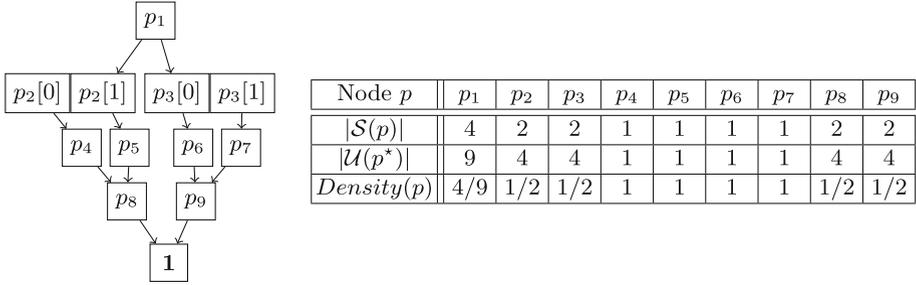 p₁
p₂[0] p₂[1] p₃[0] p₃[1]
p₄ p₅ p₆ p₇
p₈ p₉
1
Node p p₁ p₂ p₃ p₄ p₅ p₆ p₇ p₈ p₉
|𝒮(p)| 4 2 2 1 1 1 1 2 2
|𝒰(p⋆)| 9 4 4 1 1 1 1 4 4
Density(p) 4/9 1/2 1/2 1 1 1 1 1/2 1/2